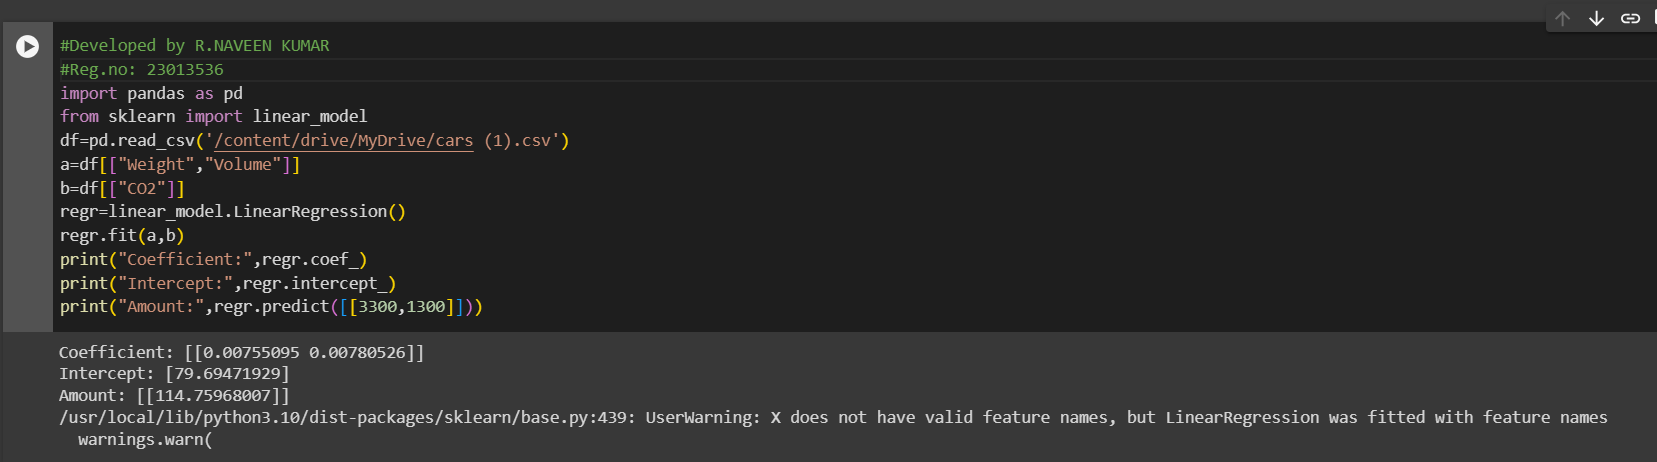 #Developed by R.NAVEEN KUMAR
#Reg.no: 23013536
import pandas as pd
from sklearn import linear_model
df=pd.read_csv('/content/drive/MyDrive/cars (1).csv')
a=df[["Weight","Volume"]]
b=df[["CO2"]]
regr=linear_model.LinearRegression()
regr.fit(a,b)
print("Coefficient:",regr.coef_)
print("Intercept:",regr.intercept_)
print("Amount:",regr.predict([[3300,1300]]))
Coefficient: [[0.00755095 0.00780526]]
Intercept: [79.69471929]
Amount: [[114.75968007]]
/usr/local/lib/python3.10/dist-packages/sklearn/base.py:439: UserWarning: X does not have valid feature names, but LinearRegression was fitted with feature names
  warnings.warn(